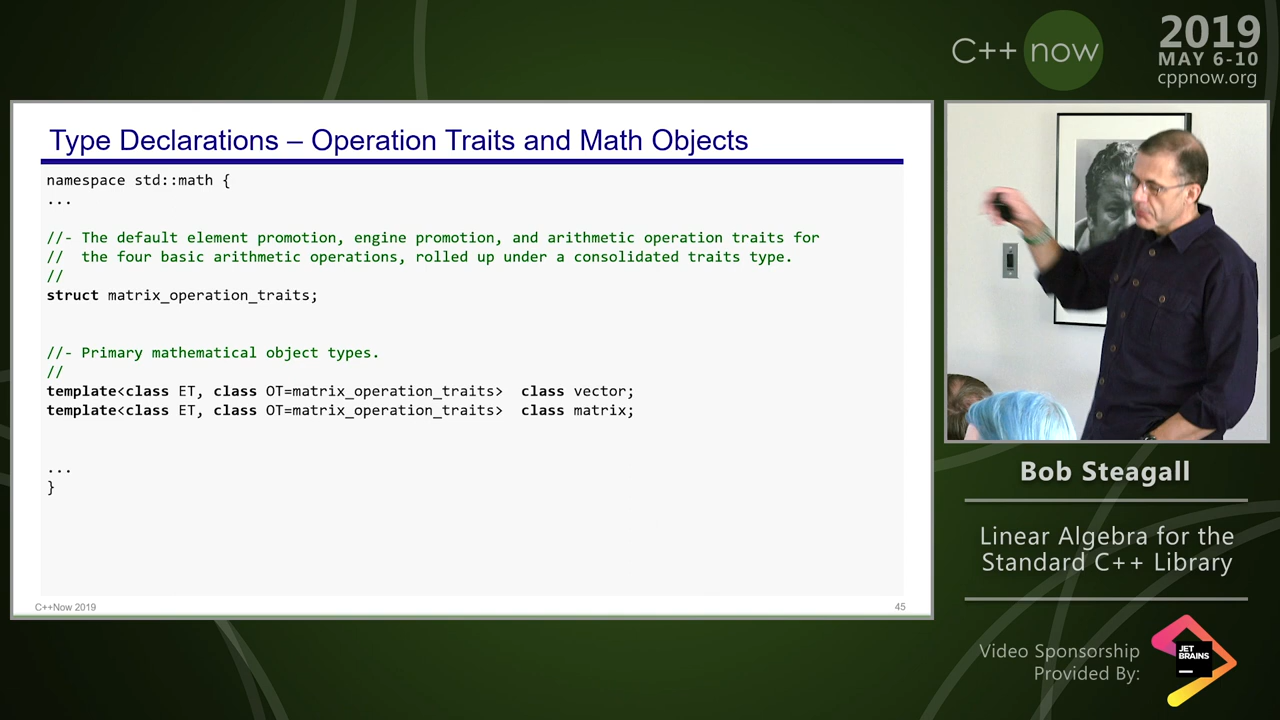 C++ now
2019
MAY 6-10
cppnow.org
Type Declarations – Operation Traits and Math Objects
namespace std::math {
...
//- The default element promotion, engine promotion, and arithmetic operation traits for
//  the four basic arithmetic operations, rolled up under a consolidated traits type.
//
struct matrix_operation_traits;
//- Primary mathematical object types.
//
template<class ET, class OT=matrix_operation_traits>  class vector;
template<class ET, class OT=matrix_operation_traits>  class matrix;
...
}
C++Now 2019
45
Bob Steagall
Linear Algebra for the
Standard C++ Library
Video Sponsorship
Provided By:
JET
BRAINS